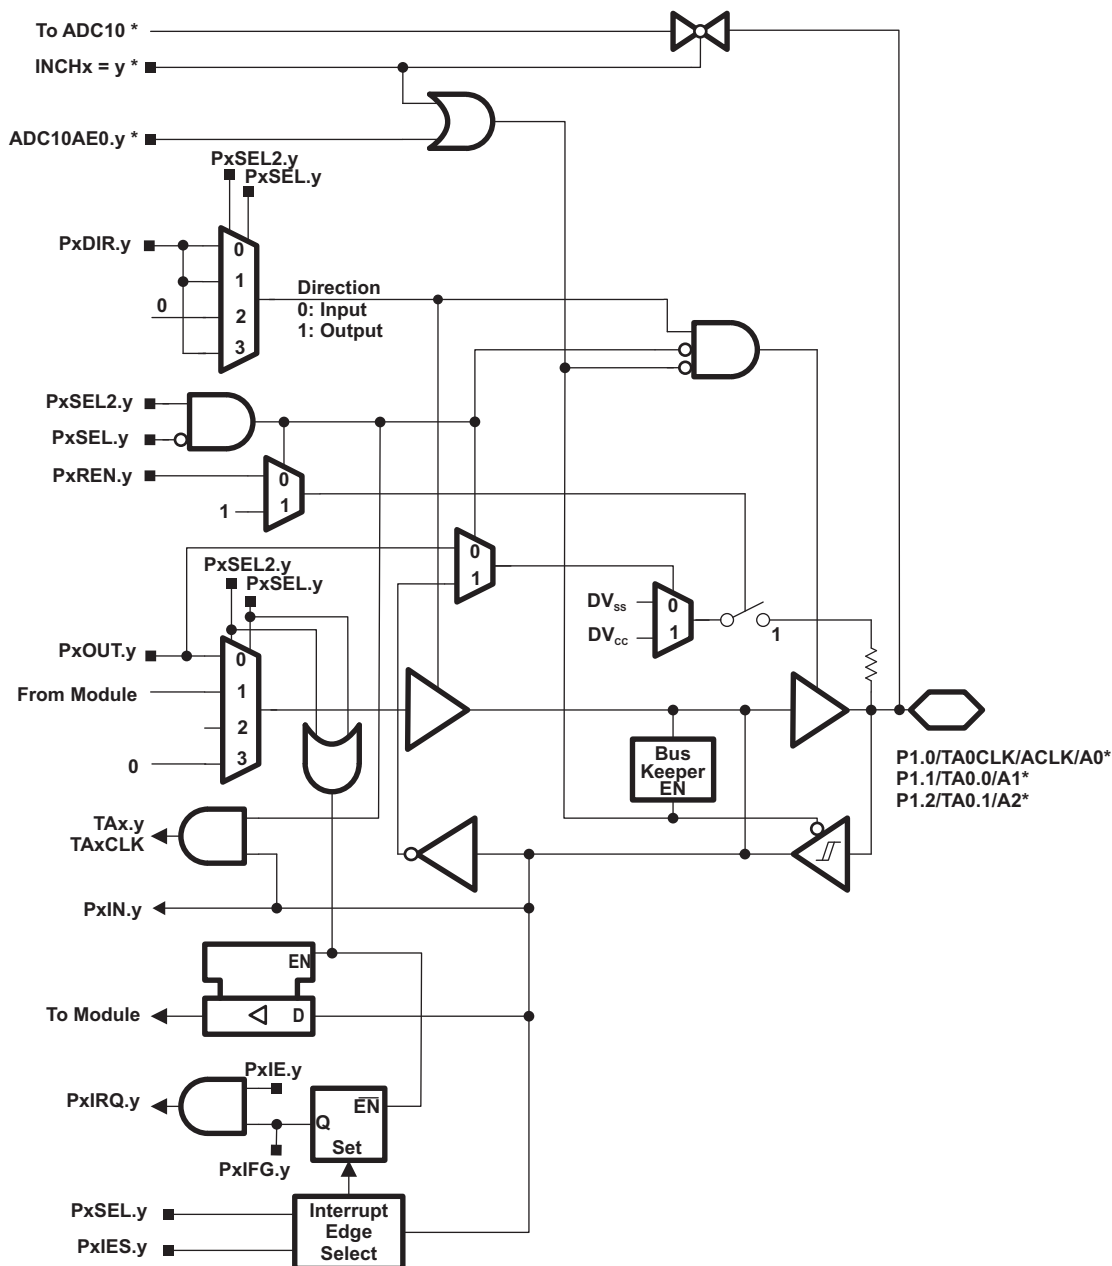 To ADC10 *
INCHx = y *
ADC10AE0.y *
PxSEL2.y
PxSEL.y
PxDIR.y
0
1
0
2
3
Direction
0: Input
1: Output
PxSEL2.y
PxSEL.y
PxREN.y
0
1
1
0
1
PxSEL2.y
PxSEL.y
DVss
0
DVcc
1
1
PxOUT.y
0
From Module
1
2
0
3
Bus
Keeper
EN
P1.0/TA0CLK/ACLK/A0*
P1.1/TA0.0/A1*
P1.2/TA0.1/A2*
TAx.y
TAxCLK
PxIN.y
EN
To Module
D
PxIE.y
PxIRQ.y
EN
Q
Set
PxIFG.y
PxSEL.y
PxIES.y
Interrupt
Edge
Select